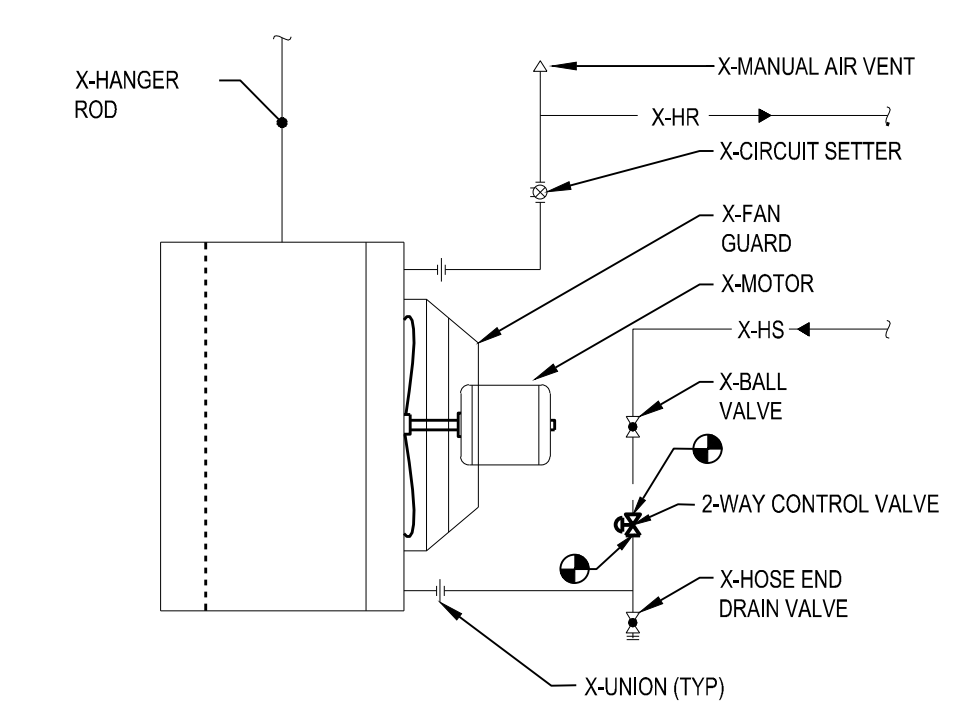 X-HANGER
ROD
X-MANUAL AIR VENT
X-HR
X-CIRCUIT SETTER
X-FAN
GUARD
X-MOTOR
X-HS
X-BALL
VALVE
2-WAY CONTROL VALVE
X-HOSE END
DRAIN VALVE
X-UNION (TYP)